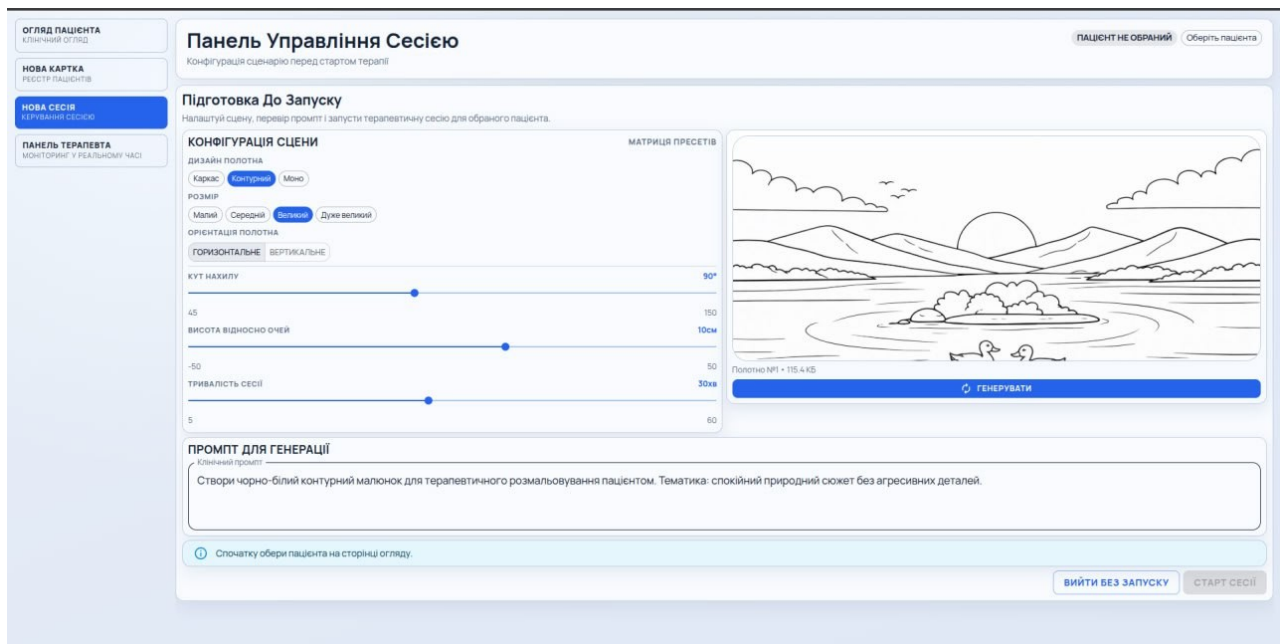 ОГЛЯД ПАЦІЄНТА
КЛІНІЧНИЙ ОГЛЯД
НОВА КАРТКА
РЕЄСТР ПАЦІЄНТІВ
НОВА СЕСІЯ
КЕРУВАННЯ СЕСІЄЮ
ПАНЕЛЬ ТЕРАПЕВТА
МОНІТОРИНГ У РЕАЛЬНОМУ ЧАСІ
Панель Управління Сесією
Конфігурація сценарію перед стартом терапії
ПАЦІЄНТ НЕ ОБРАНИЙ Оберіть пацієнта
Підготовка До Запуску
Налаштуй сцену, перевір промпт і запусти терапевтичну сесію для обраного пацієнта.
КОНФІГУРАЦІЯ СЦЕНИ МАТРИЦЯ ПРЕСЕТІВ
ДИЗАЙН ПОЛОТНА
Каркас Контурний Моно
РОЗМІР
Малий Середній Великий Дуже великий
ОРІЄНТАЦІЯ ПОЛОТНА
ГОРИЗОНТАЛЬНЕ ВЕРТИКАЛЬНЕ
КУТ НАХИЛУ 90°
45 150
ВИСОТА ВІДНОСНО ОЧЕЙ 10см
-50 50
ТРИВАЛІСТЬ СЕСІЇ 30хв
5 60
Полотно №1 • 115.4 КБ
ГЕНЕРУВАТИ
ПРОМПТ ДЛЯ ГЕНЕРАЦІЇ
Клінічний промпт
Створи чорно-білий контурний малюнок для терапевтичного розмальовування пацієнтом. Тематика: спокійний природний сюжет без агресивних деталей.
Спочатку обери пацієнта на сторінці огляду.
ВИЙТИ БЕЗ ЗАПУСКУ СТАРТ СЕСІЇ